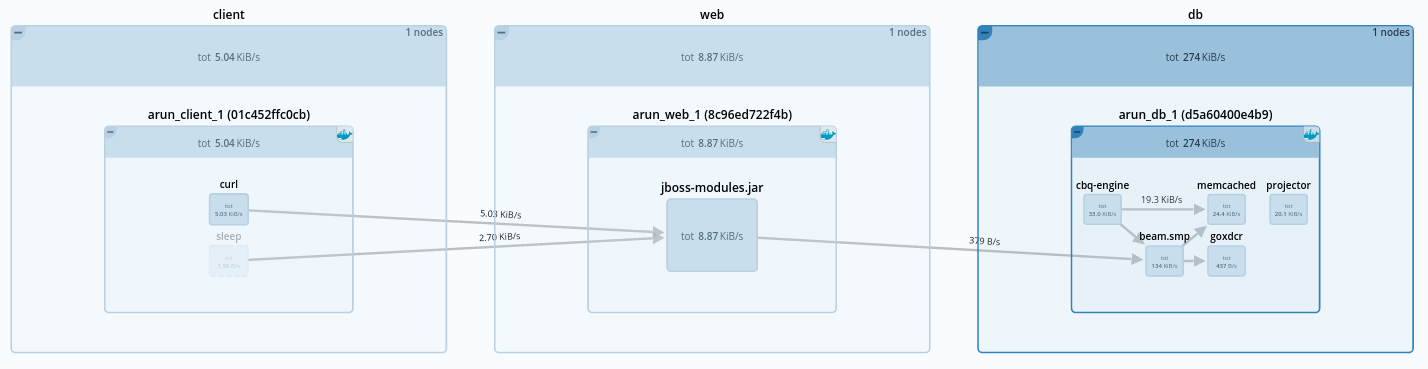 client
1 nodes
tot 5.04 KiB/s
arun_client_1 (01c452ffc0cb)
tot 5.04 KiB/s
curl
tot
5.03 KiB/s
sleep
tot
5.03 KiB/s
2.70 KiB/s
web
1 nodes
tot 8.87 KiB/s
arun_web_1 (8c96ed722f4b)
tot 8.87 KiB/s
jboss-modules.jar
tot 8.87 KiB/s
379 B/s
db
1 nodes
tot 274 KiB/s
arun_db_1 (d5a60400e4b9)
tot 274 KiB/s
cbq-engine
tot
33.0 KiB/s
19.3 KiB/s
memcached
tot
24.4 KiB/s
projector
tot
20.1 KiB/s
beam.smp
tot
134 KiB/s
goxdcr
tot
437 B/s